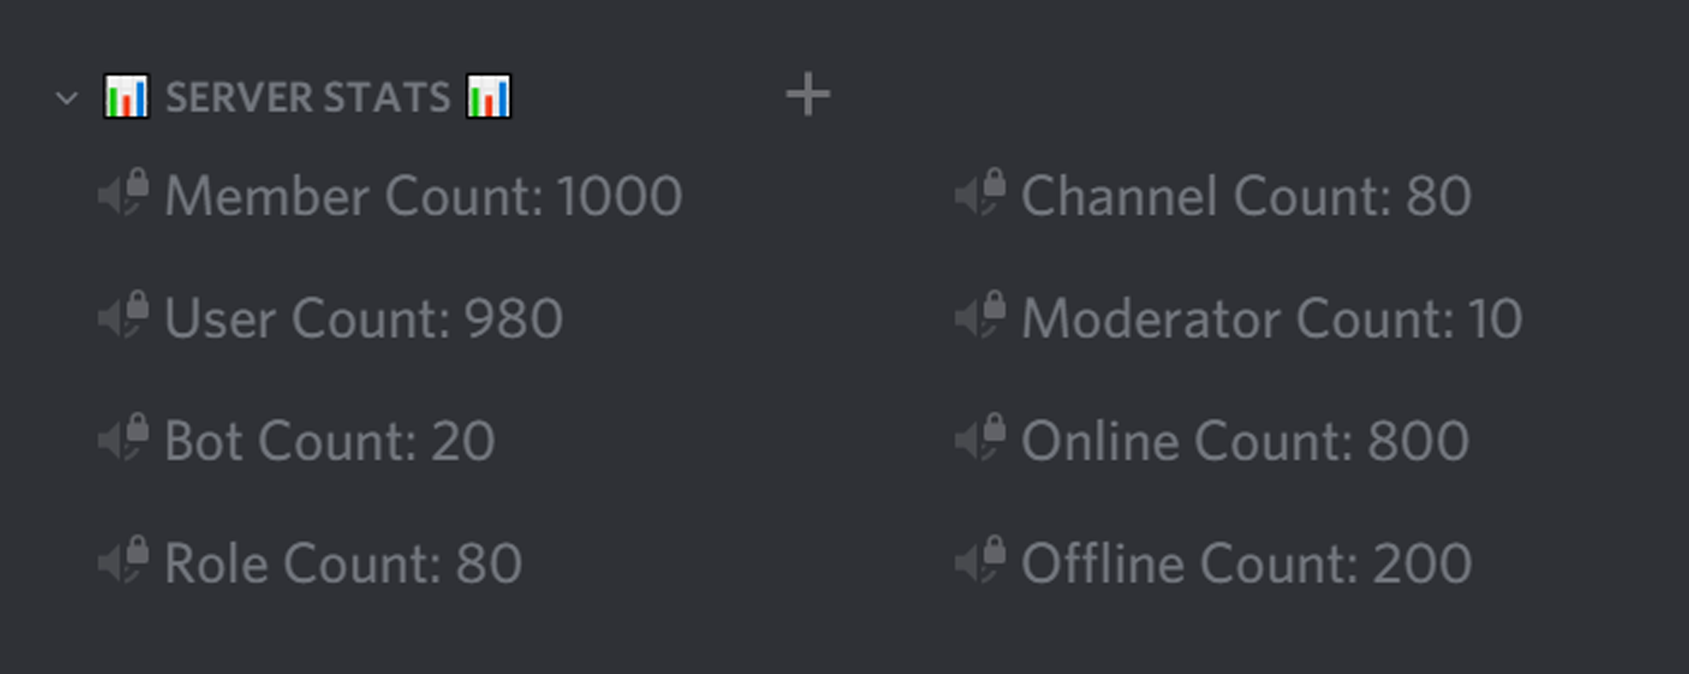 📊 SERVER STATS 📊
Member Count: 1000
User Count: 980
Bot Count: 20
Role Count: 80
Channel Count: 80
Moderator Count: 10
Online Count: 800
Offline Count: 200